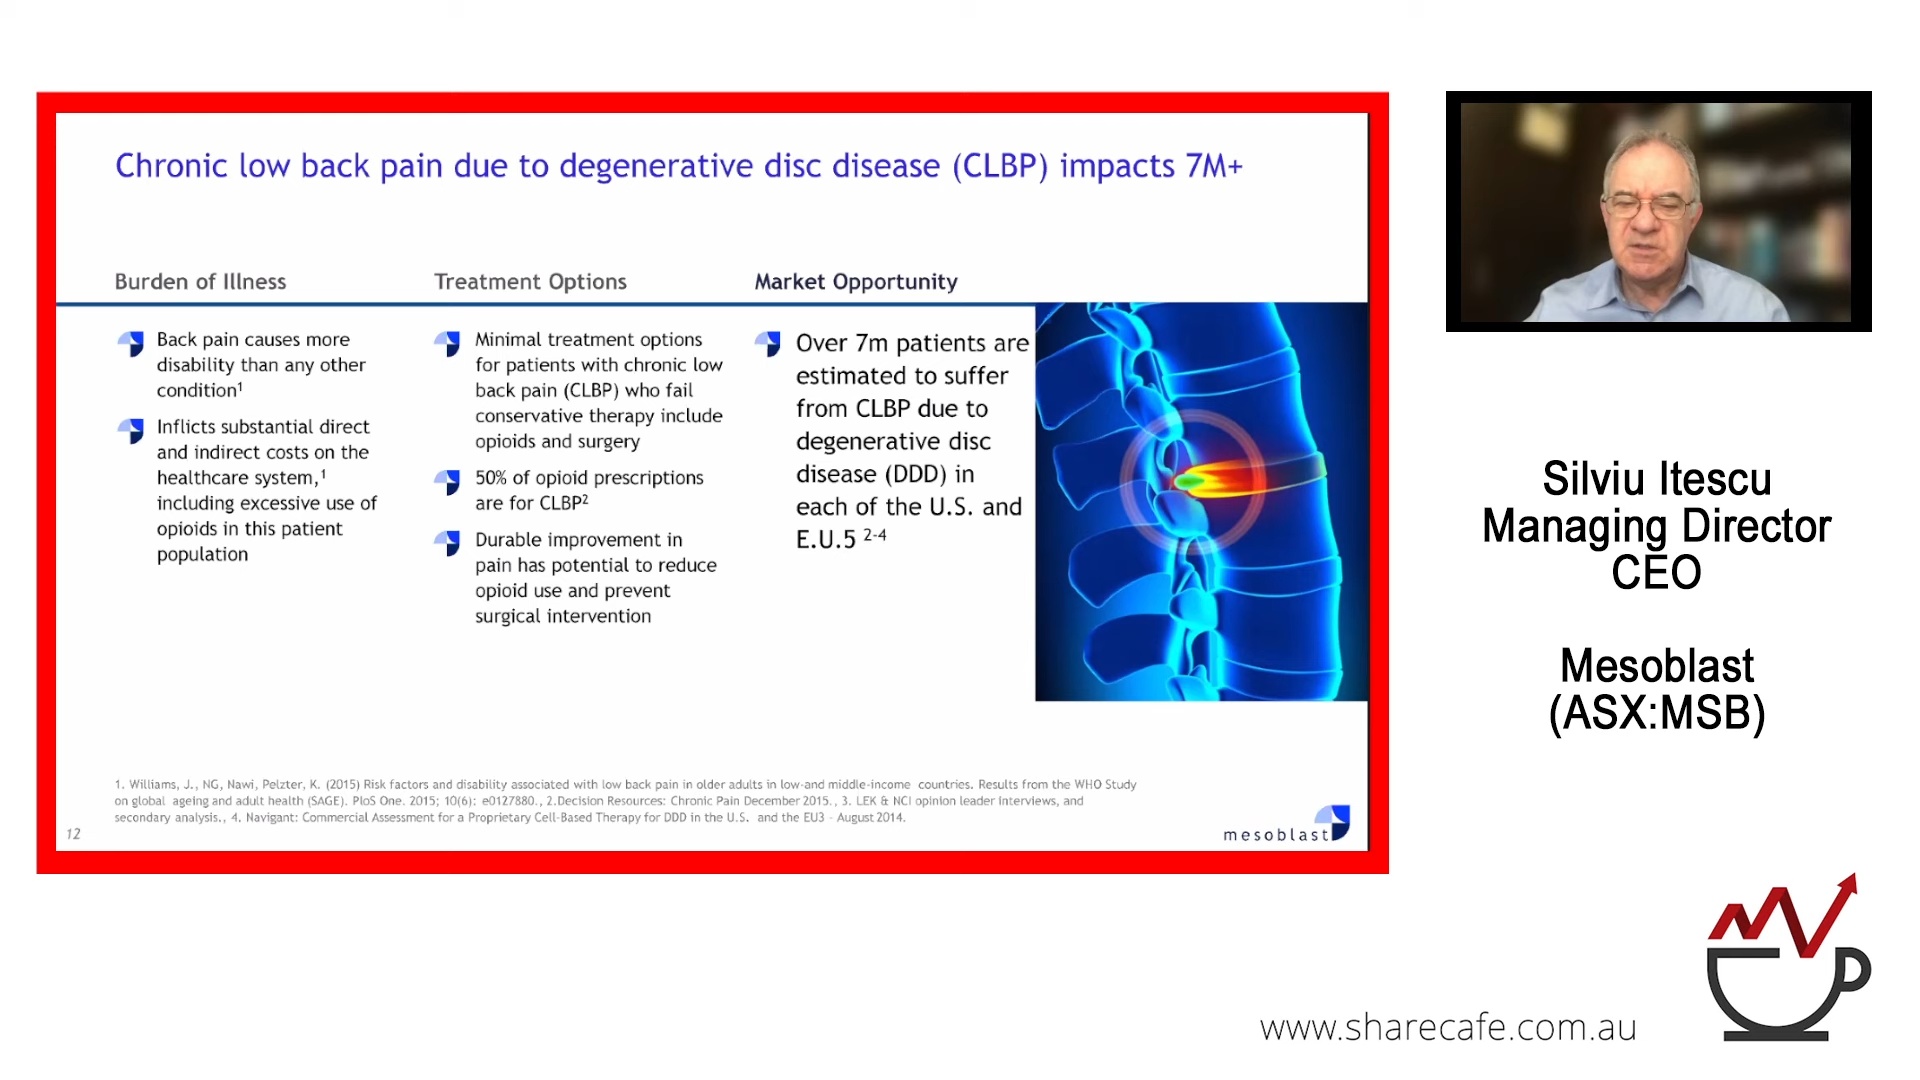 Chronic low back pain due to degenerative disc disease (CLBP) impacts 7M+
Burden of Illness
Back pain causes more
disability than any other
condition1
Inflicts substantial direct
and indirect costs on the
healthcare system,1
including excessive use of
opioids in this patient
population
Treatment Options
Minimal treatment options
for patients with chronic low
back pain (CLBP) who fail
conservative therapy include
opioids and surgery
50% of opioid prescriptions
are for CLBP2
Durable improvement in
pain has potential to reduce
opioid use and prevent
surgical intervention
Market Opportunity
Over 7m patients are
estimated to suffer
from CLBP due to
degenerative disc
disease (DDD) in
each of the U.S. and
E.U.5 2-4
1. Williams, J., NG, Nawi, Pelzter, K. (2015) Risk factors and disability associated with low back pain in older adults in low-and middle-income countries. Results from the WHO Study
on global ageing and adult health (SAGE). PloS One. 2015; 10(6): e0127880., 2.Decision Resources: Chronic Pain December 2015., 3. LEK & NCI opinion leader interviews, and
secondary analysis., 4. Navigant: Commercial Assessment for a Proprietary Cell-Based Therapy for DDD in the U.S. and the EU3 - August 2014.
12
mesoblast
Silviu Itescu
Managing Director
CEO
Mesoblast
(ASX:MSB)
www.sharecafe.com.au